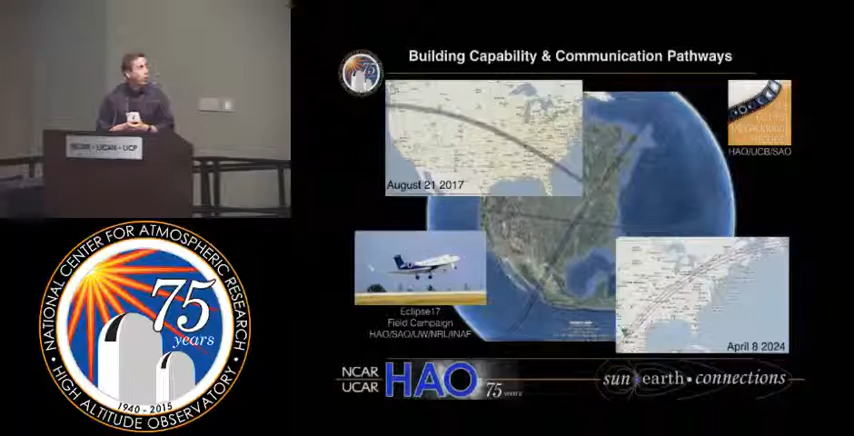 Building Capability & Communication Pathways
75
August 21 2017
HAO/UCB/SAO
NCAR - UCAR - UCP
NATIONAL CENTER FOR ATMOSPHERIC RESEARCH
75
years
1940 - 2015
HIGH ALTITUDE OBSERVATORY
Eclipse17
Field Campaign
HAO/SAO/UW/NRL/INAF
April 8 2024
NCAR
UCAR
HAO
75 years
sun earth • connections